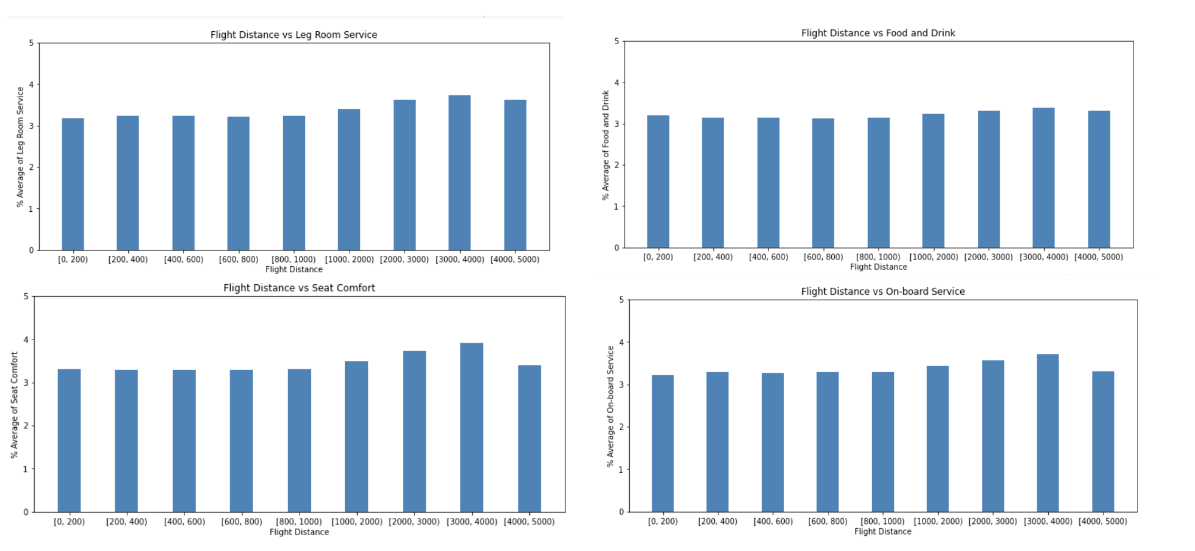 Flight Distance vs Leg Room Service
% Average of Leg Room Service
5
4
3
2
1
0
[0, 200) [200, 400) [400, 600) [600, 800) [800, 1000) [1000, 2000) [2000, 3000) [3000, 4000) [4000, 5000)
Flight Distance
Flight Distance vs Food and Drink
% Average of Food and Drink
5
4
3
2
1
0
[0, 200) [200, 400) [400, 600) [600, 800) [800, 1000) [1000, 2000) [2000, 3000) [3000, 4000) [4000, 5000)
Flight Distance
Flight Distance vs Seat Comfort
% Average of Seat Comfort
5
4
3
2
1
0
[0, 200) [200, 400) [400, 600) [600, 800) [800, 1000) [1000, 2000) [2000, 3000) [3000, 4000) [4000, 5000)
Flight Distance
Flight Distance vs On-board Service
% Average of On-board Service
5
4
3
2
1
0
[0, 200) [200, 400) [400, 600) [600, 800) [800, 1000) [1000, 2000) [2000, 3000) [3000, 4000) [4000, 5000)
Flight Distance